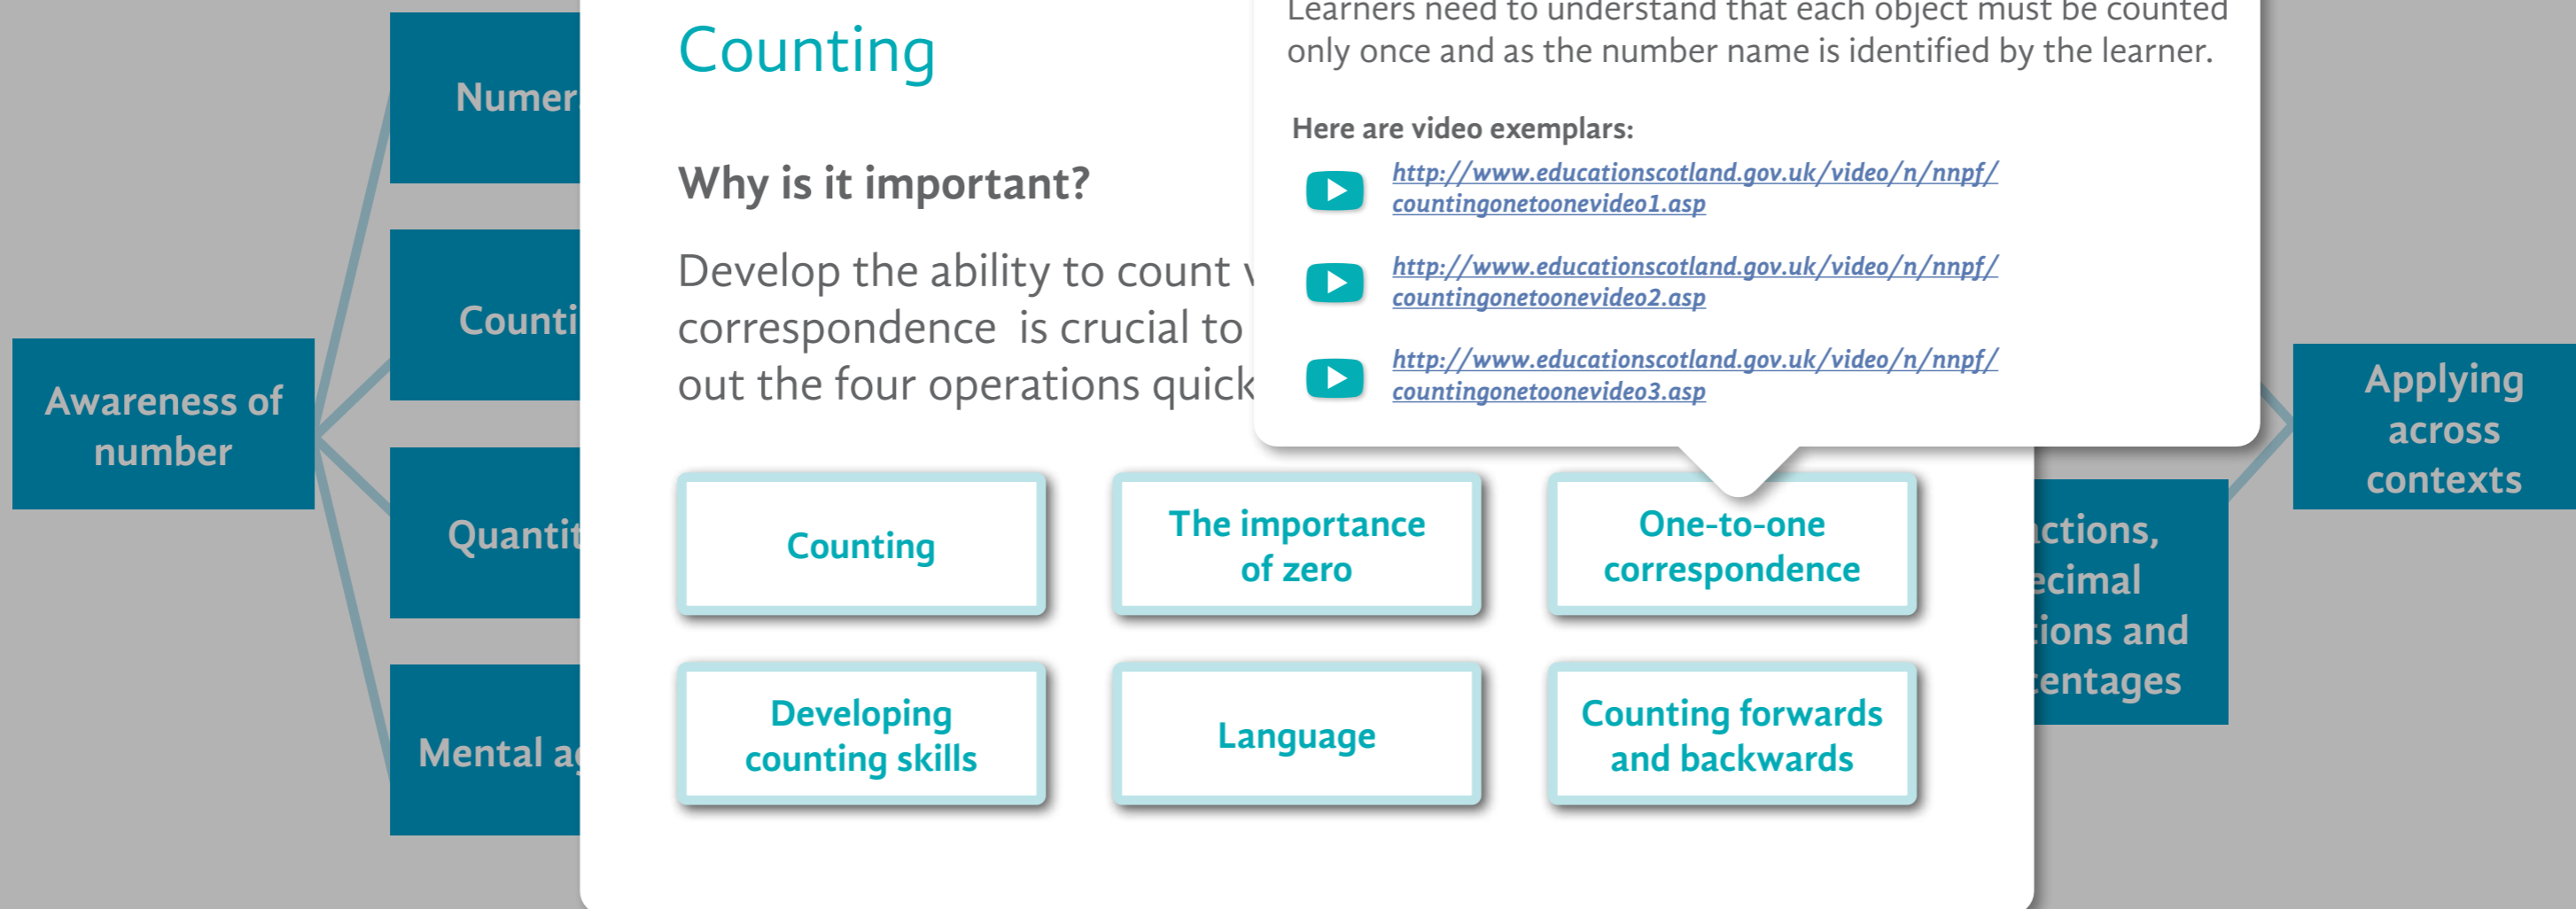 Awareness of
number
Counting
Why is it important?
Develop the ability to count
correspondence is crucial to
out the four operations
Learners need to understand that each object must be counted
only once and as the number name is identified by the learner.
Here are video exemplars:
http://www.educationscotland.gov.uk/video/n/nnpf/
countingonetoonevideo1.asp
http://www.educationscotland.gov.uk/video/n/nnpf/
countingonetoonevideo2.asp
http://www.educationscotland.gov.uk/video/n/nnpf/
countingonetoonevideo3.asp
Counting
The importance
of zero
One-to-one
correspondence
Developing
counting skills
Language
Counting forwards
and backwards
Mental
and
Applying
across
contexts